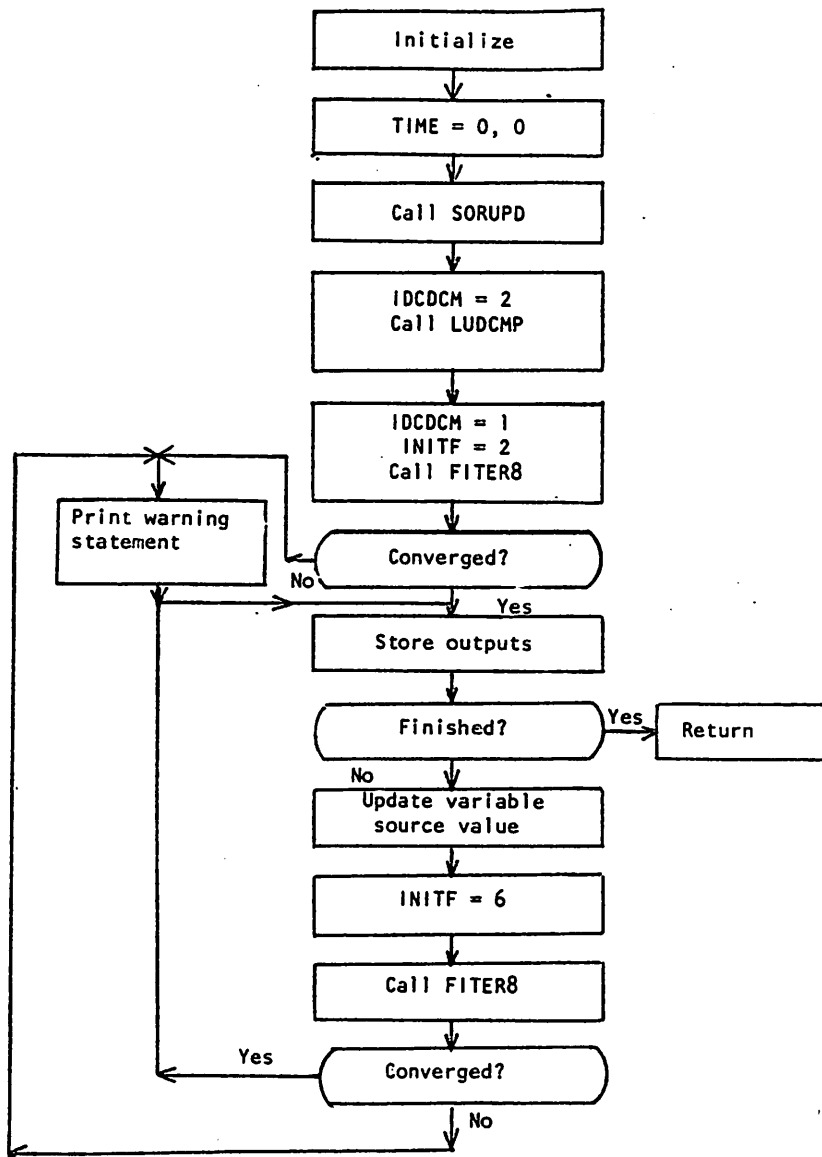 Initialize
TIME = 0, 0
Call SORUPD
IDCDCM = 2
Call LUDCMP
IDCDCM = 1
INITF = 2
Call FITER8
Print warning
statement
Converged?
No
Yes
Store outputs
Finished?
Yes
Return
No
Update variable
source value
INITF = 6
Call FITER8
Yes
Converged?
No